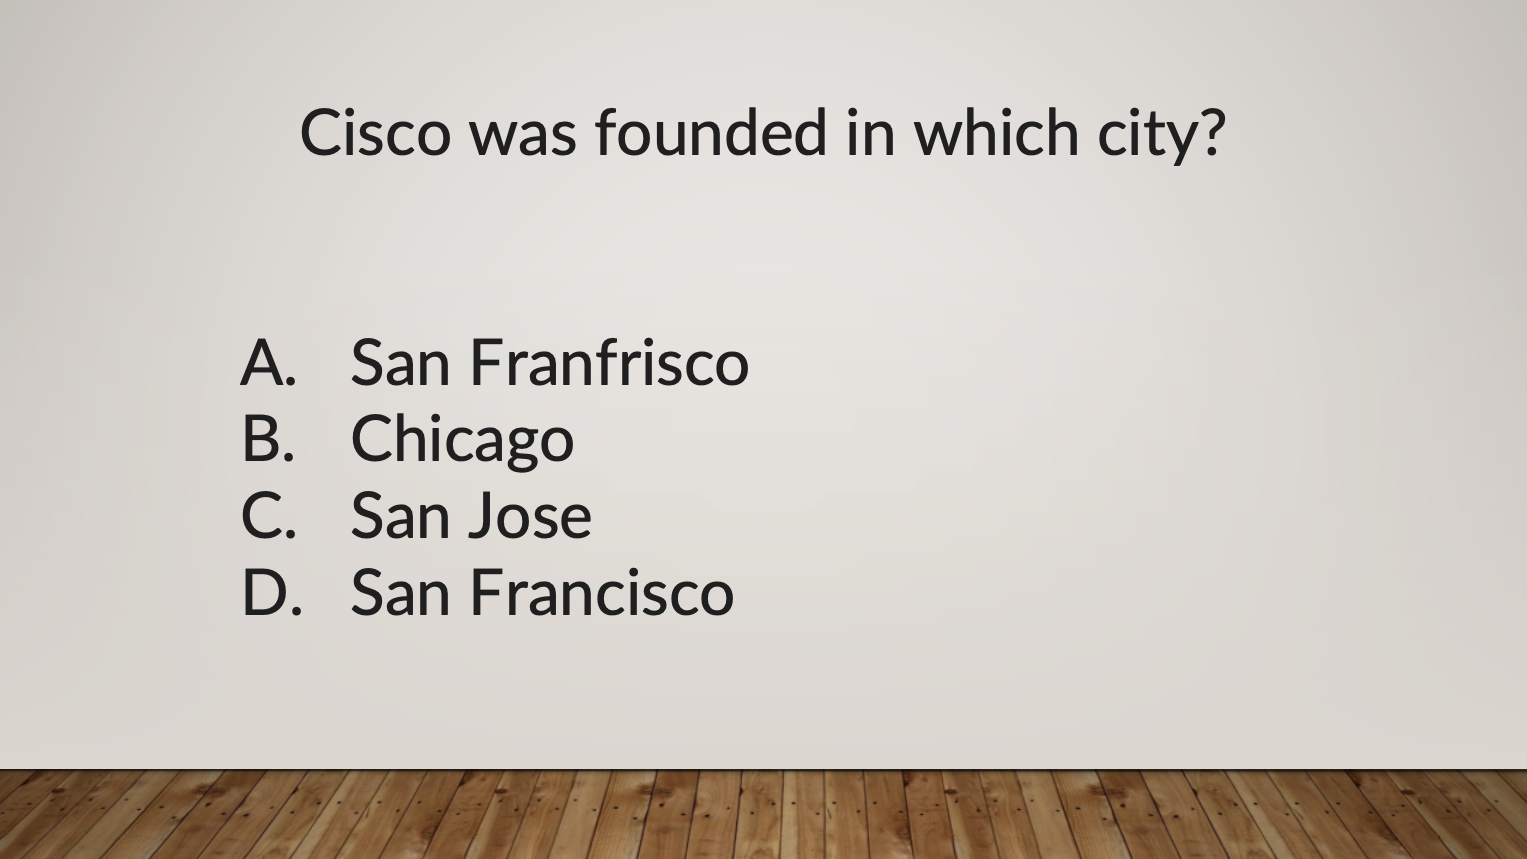 Cisco was founded in which city?
A. San Franfrisco
B. Chicago
C. San Jose
D. San Francisco